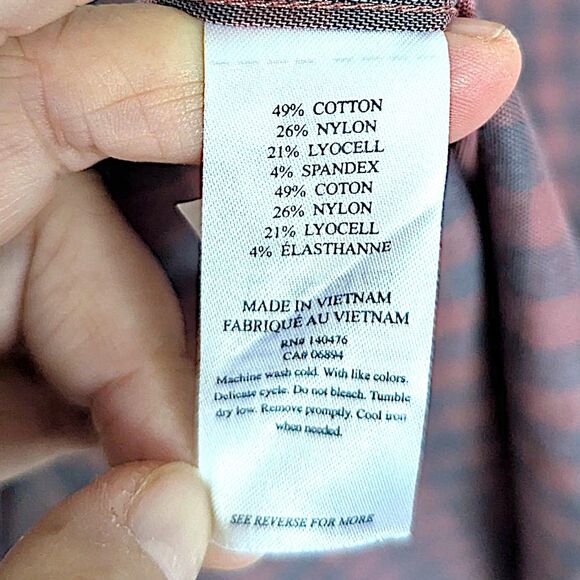 49% COTTON
26% NYLON
21% LYOCELL
4% SPANDEX
49% COTON
26% NYLON
21% LYOCELL
4% ÉLASTHANNE
MADE IN VIETNAM
FABRIQUÉ AU VIETNAM
RN# 140476
CA# 06894
Machine wash cold. With like colors.
Delicate cycle. Do not bleach. Tumble
dry low. Remove promptly. Cool iron
when needed.
SEE REVERSE FOR MORE